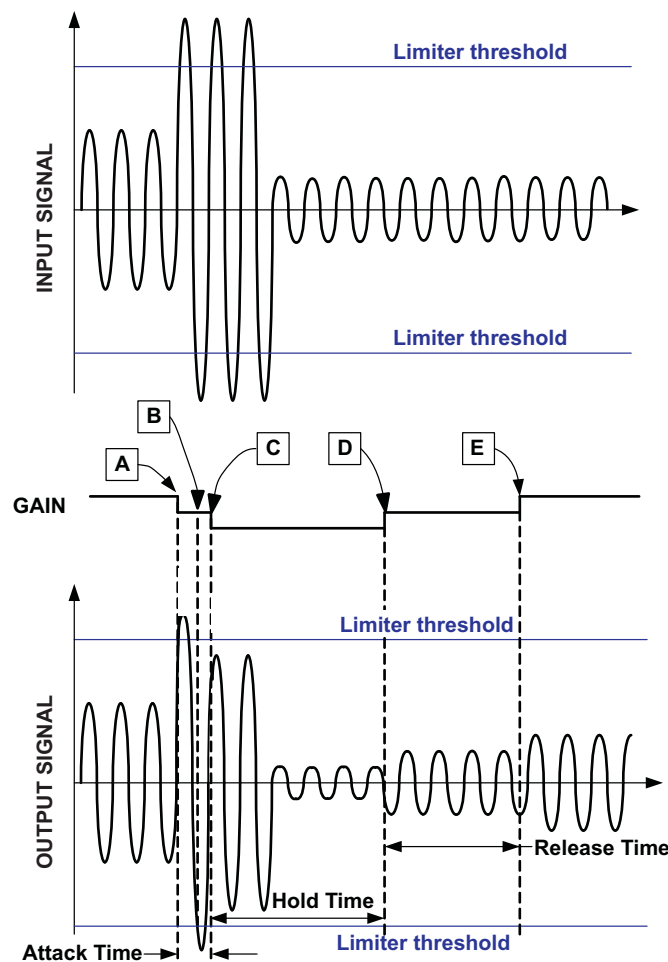 Limiter threshold
INPUT SIGNAL
Limiter threshold
B
A
C
D
E
GAIN
Limiter threshold
OUTPUT SIGNAL
Release Time
Hold Time
Limiter threshold
Attack Time